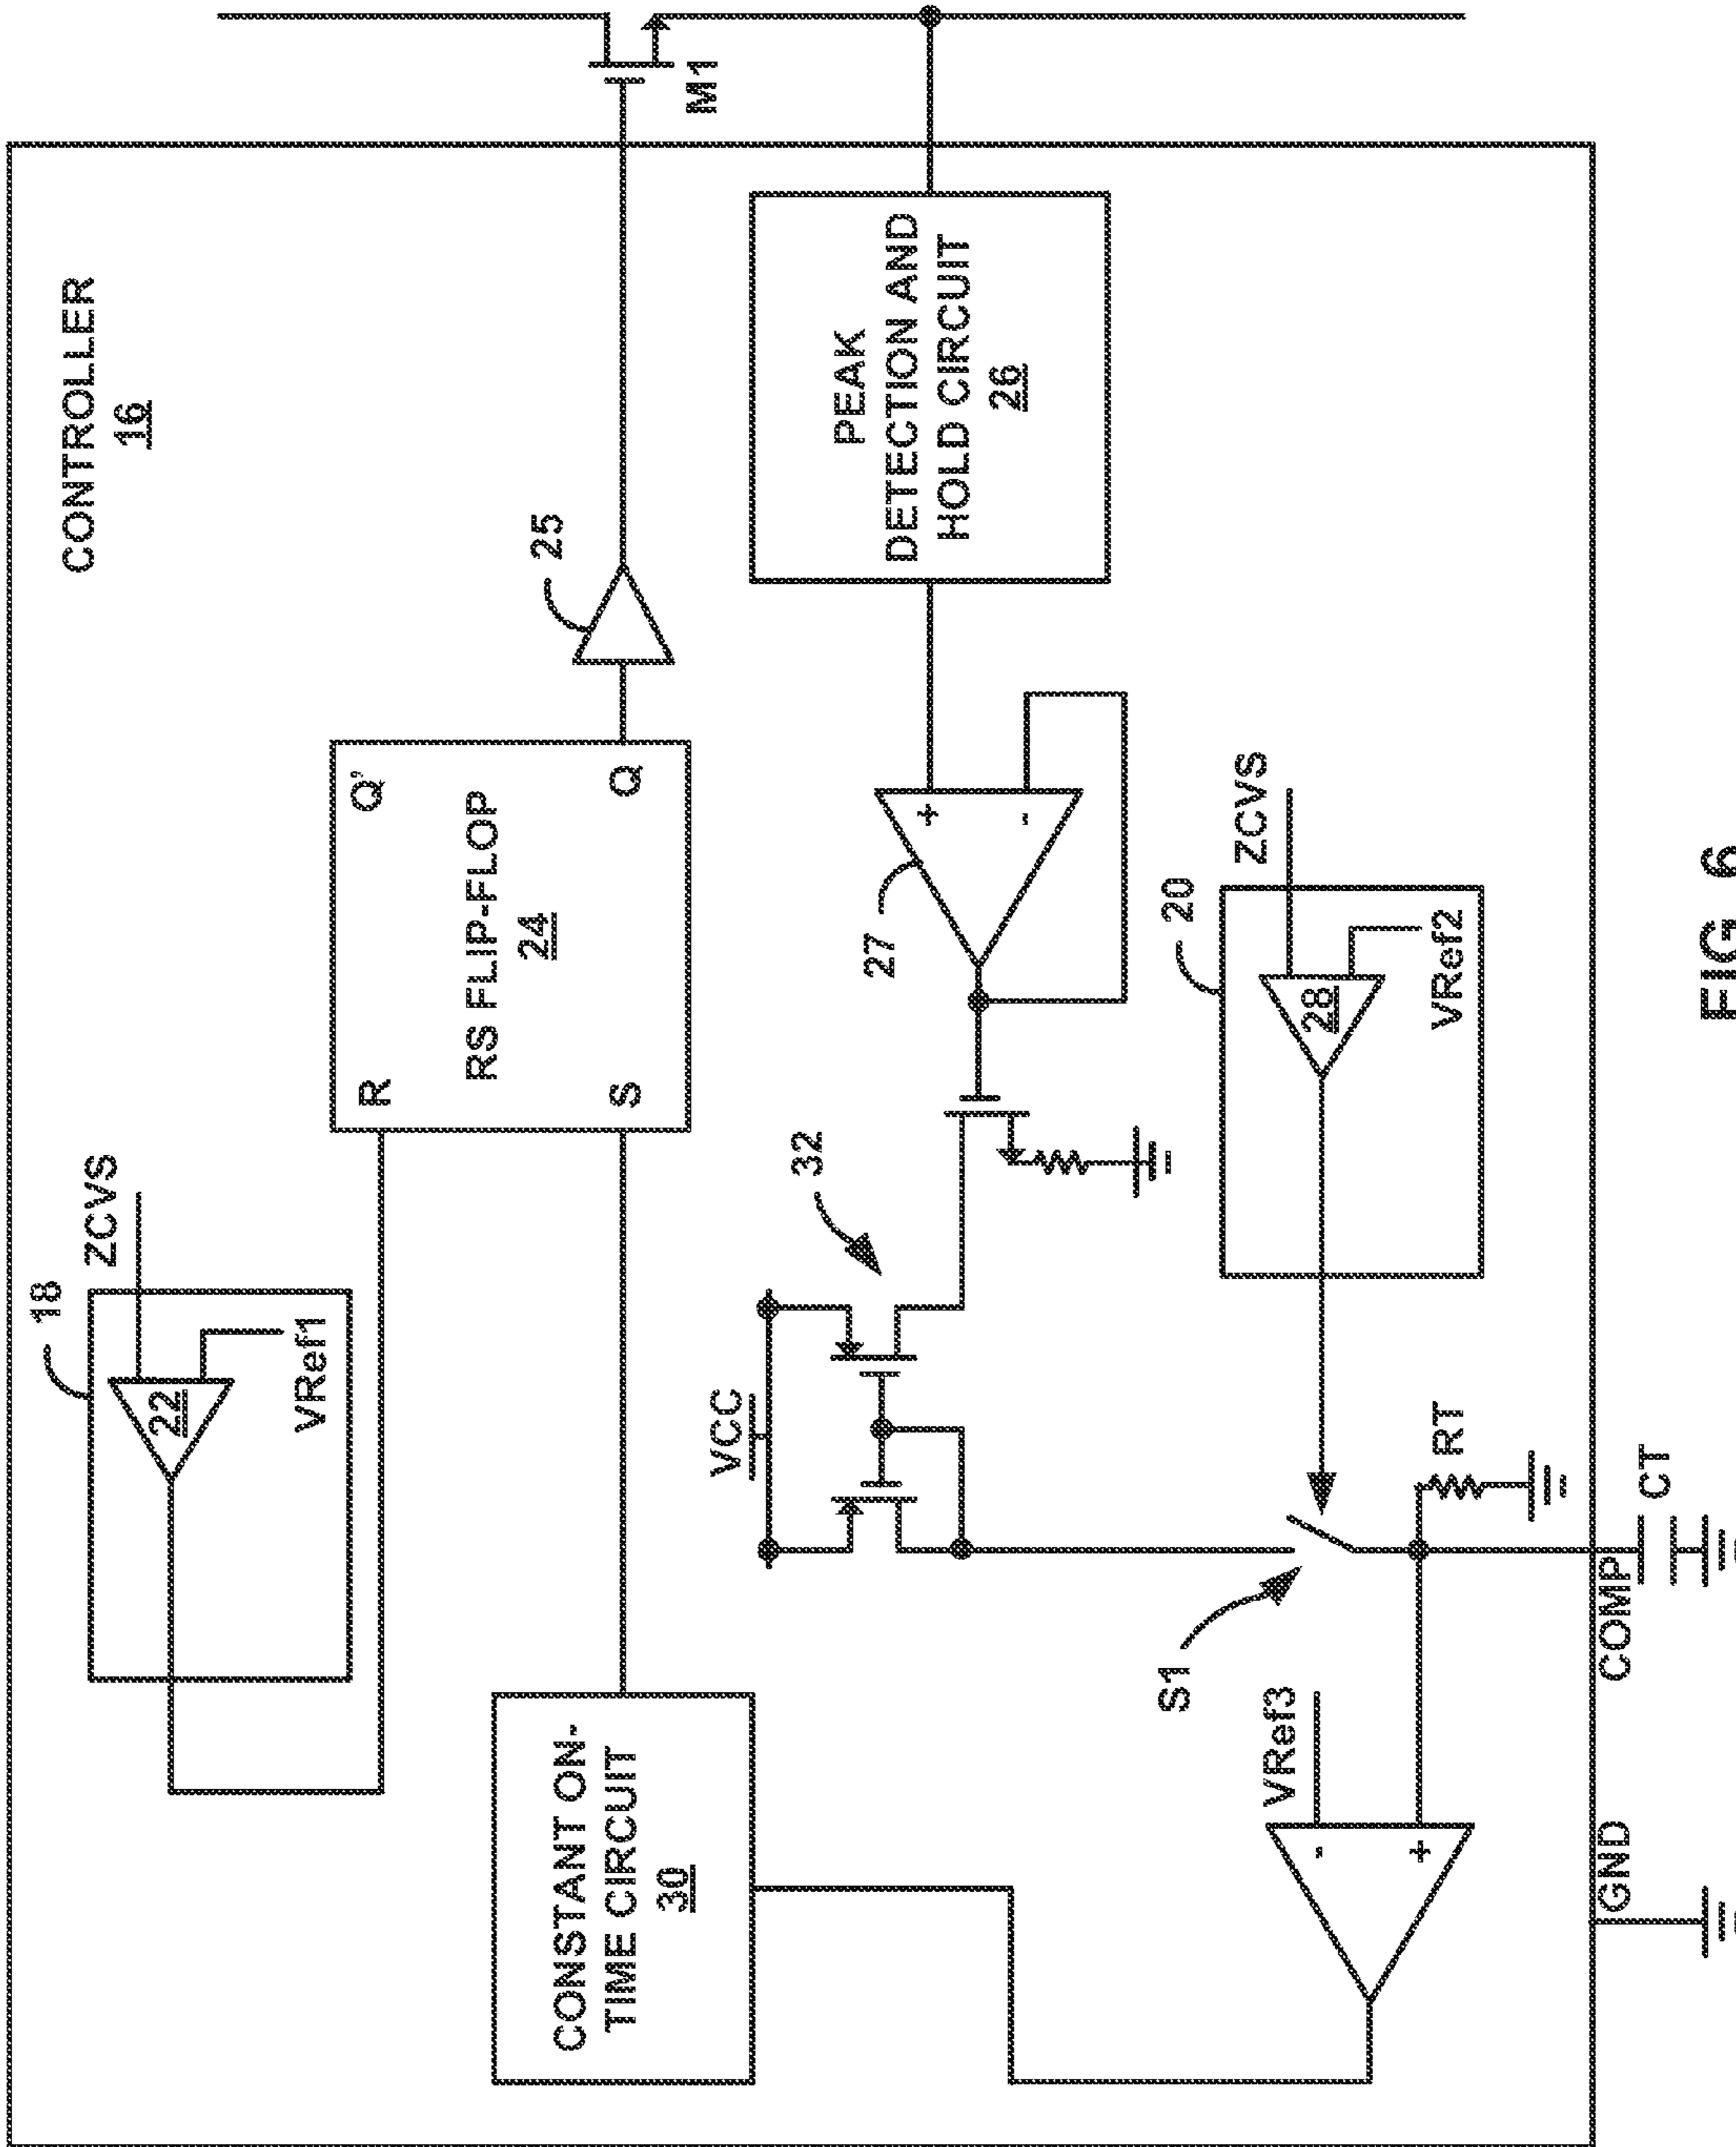 CONTROLLER
16
M1
18
ZCVS
22
VRef1
R
Q'
RS FLIP-FLOP
24
S
Q
25
CONSTANT ON-
TIME CIRCUIT
30
VCC
32
27
+
-
PEAK
DETECTION AND
HOLD CIRCUIT
26
S1
20
ZCVS
28
VRef2
VRef3
-
+
RT
GND
COMP
CT
FIG. 6